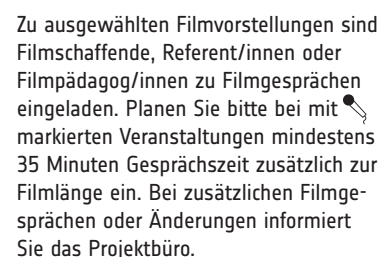 Zu ausgewählten Filmvorstellungen sind
Filmschaffende, Referent/innen oder
Filmpädagog/innen zu Filmgesprächen
eingeladen. Planen Sie bitte bei mit
markierten Veranstaltungen mindestens
35 Minuten Gesprächszeit zusätzlich zur
Filmlänge ein. Bei zusätzlichen Filmge-
sprächen oder Änderungen informiert
Sie das Projektbüro.